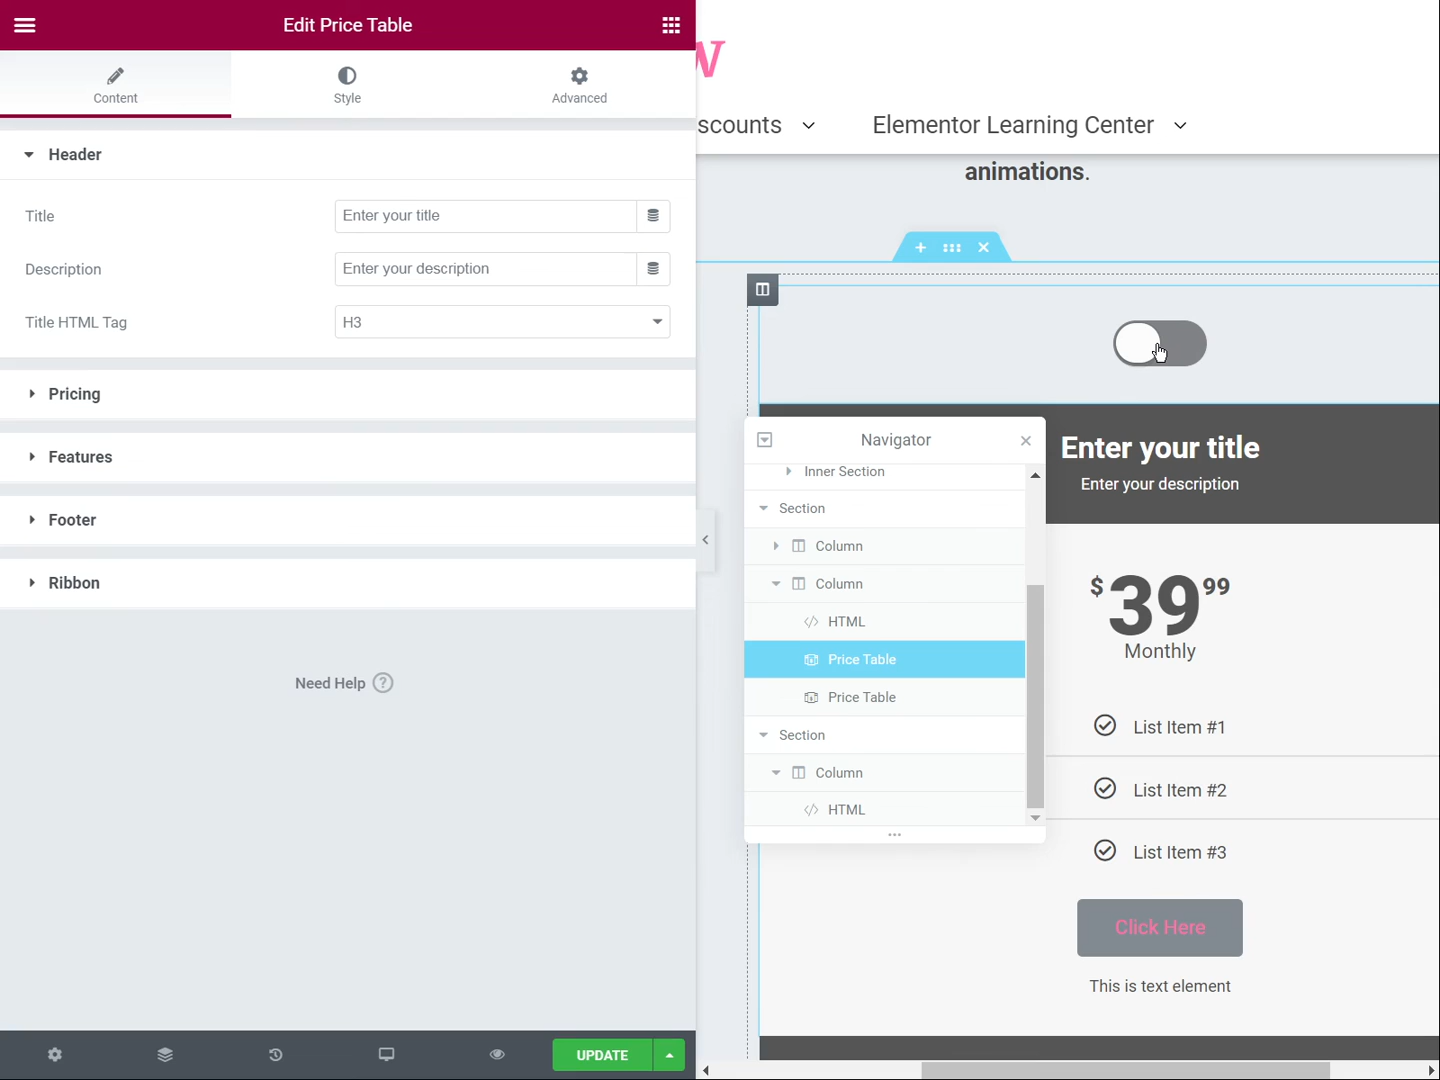 Edit Price Table
Content
Style
Advanced
Header
Title
Enter your title
Description
Enter your description
Title HTML Tag
H3
Pricing
Features
Footer
Ribbon
Need Help ?
UPDATE
Elementor Learning Center
animations.
Enter your title
Enter your description
Navigator
Inner Section
Section
Column
Column
HTML
Price Table
Price Table
Section
Column
HTML
$39 99
Monthly
List Item #1
List Item #2
List Item #3
Click Here
This is text element